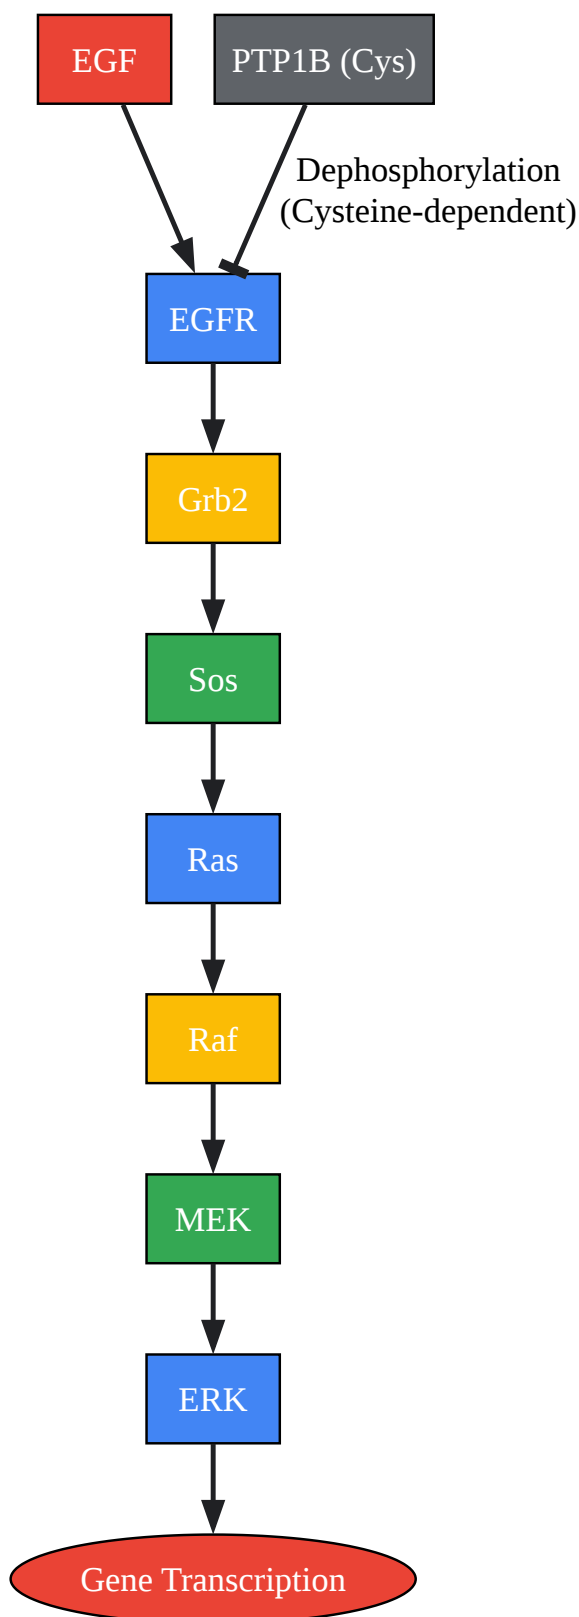 EGF
PTP1B (Cys)
Dephosphorylation
(Cysteine-dependent)
EGFR
Grb2
Sos
Ras
Raf
MEK
ERK
Gene Transcription